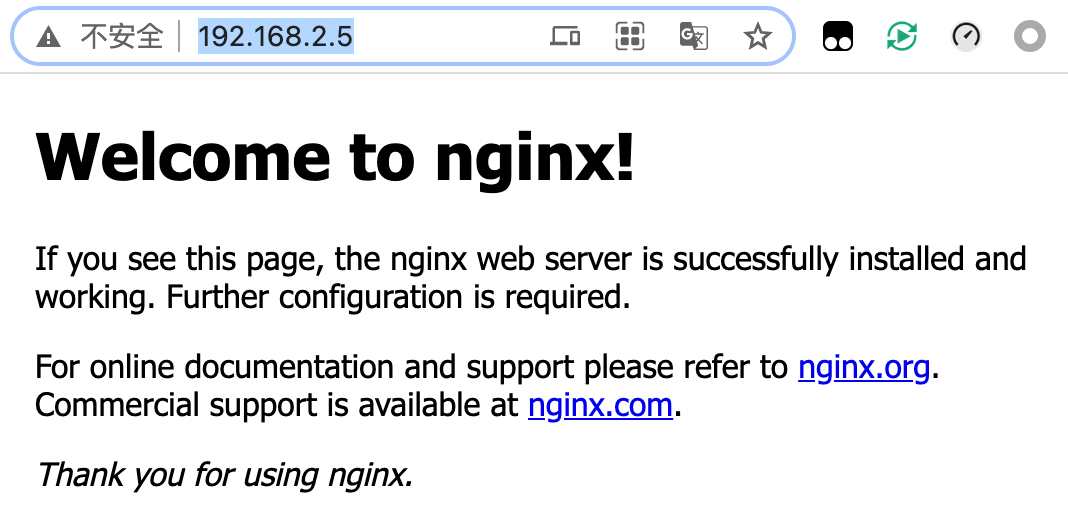 不安全 192.168.2.5
Welcome to nginx!
If you see this page, the nginx web server is successfully installed and
working. Further configuration is required.
For online documentation and support please refer to nginx.org.
Commercial support is available at nginx.com.
Thank you for using nginx.